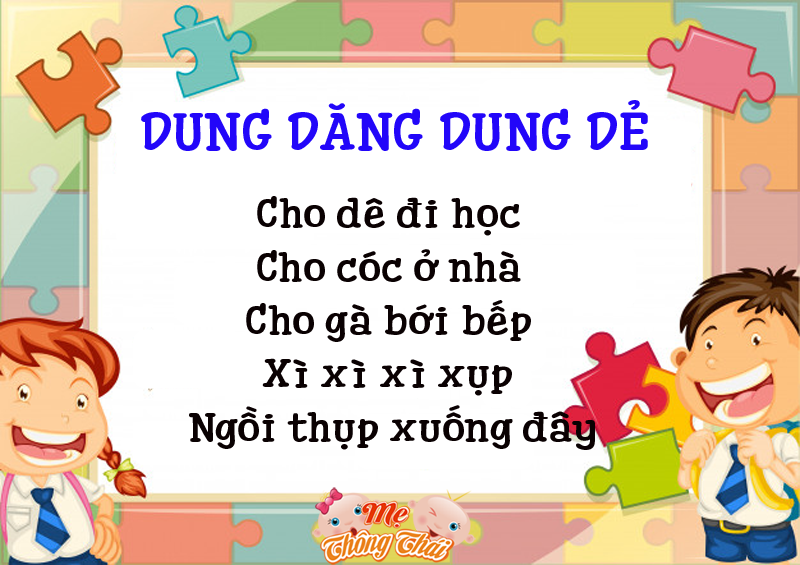 DUNG DĂNG DUNG DẺ
Cho dê đi học
Cho cóc ở nhà
Cho gà bới bếp
Xì xì xì xụp
Ngồi thụp xuống đây
Mẹ
Thông Thái